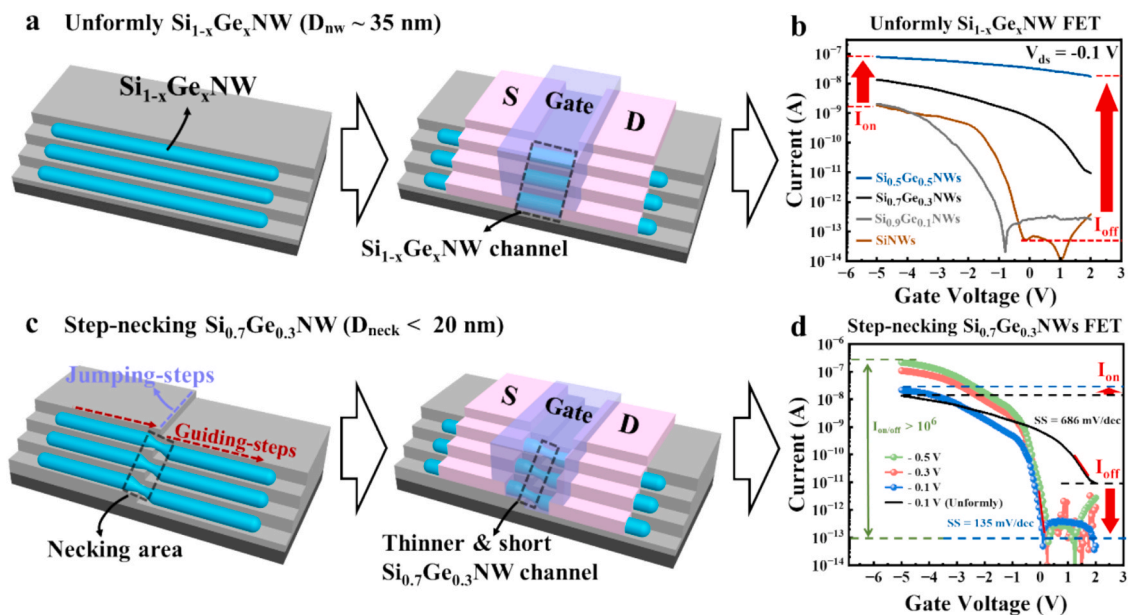 a Unformly Si1-xGexNW (Dnw ~ 35 nm)
Si1-xGexNW
S
Gate
D
Si1-xGexNW channel
b Unformly Si1-xGexNW FET
Vds = -0.1 V
Ion
Ioff
Si0.5Ge0.5NWs
Si0.7Ge0.3NWs
Si0.9Ge0.1NWs
SiNWs
Current (A)
10-7
10-8
10-9
10-10
10-11
10-12
10-13
10-14
−6 −5 −4 −3 −2 −1 0 1 2 3
Gate Voltage (V)
c Step-necking Si0.7Ge0.3NW (Dneck < 20 nm)
Jumping-steps
Guiding-steps
Necking area
S
Gate
D
Thinner & short
Si0.7Ge0.3NW channel
d Step-necking Si0.7Ge0.3NWs FET
Ion
SS = 686 mV/dec
Ion/off > 106
Ioff
- 0.5 V
- 0.3 V
- 0.1 V
- 0.1 V (Uniformly)
SS = 135 mV/dec
Current (A)
10-6
10-7
10-8
10-9
10-10
10-11
10-12
10-13
10-14
−6 −5 −4 −3 −2 −1 0 1 2 3
Gate Voltage (V)